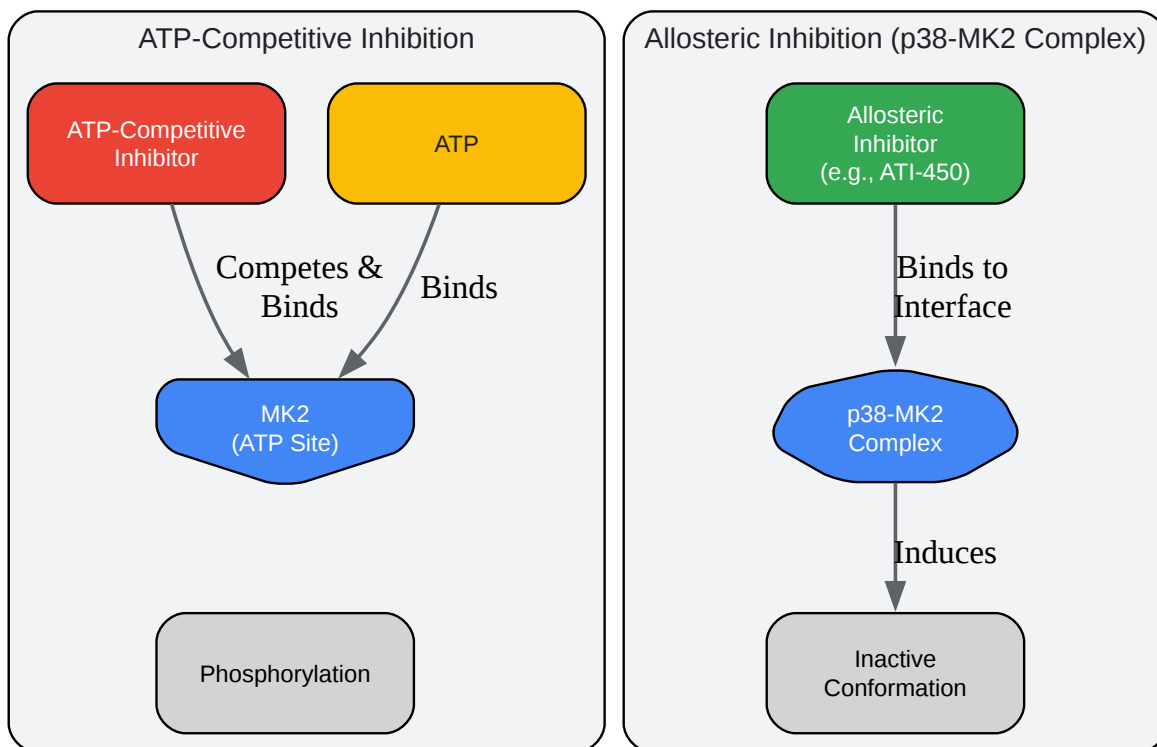 ATP-Competitive Inhibition
ATP-Competitive
Inhibitor
ATP
Competes &
Binds
Binds
MK2
(ATP Site)
Phosphorylation
Allosteric Inhibition (p38-MK2 Complex)
Allosteric
Inhibitor
(e.g., ATI-450)
Binds to
Interface
p38-MK2
Complex
Induces
Inactive
Conformation